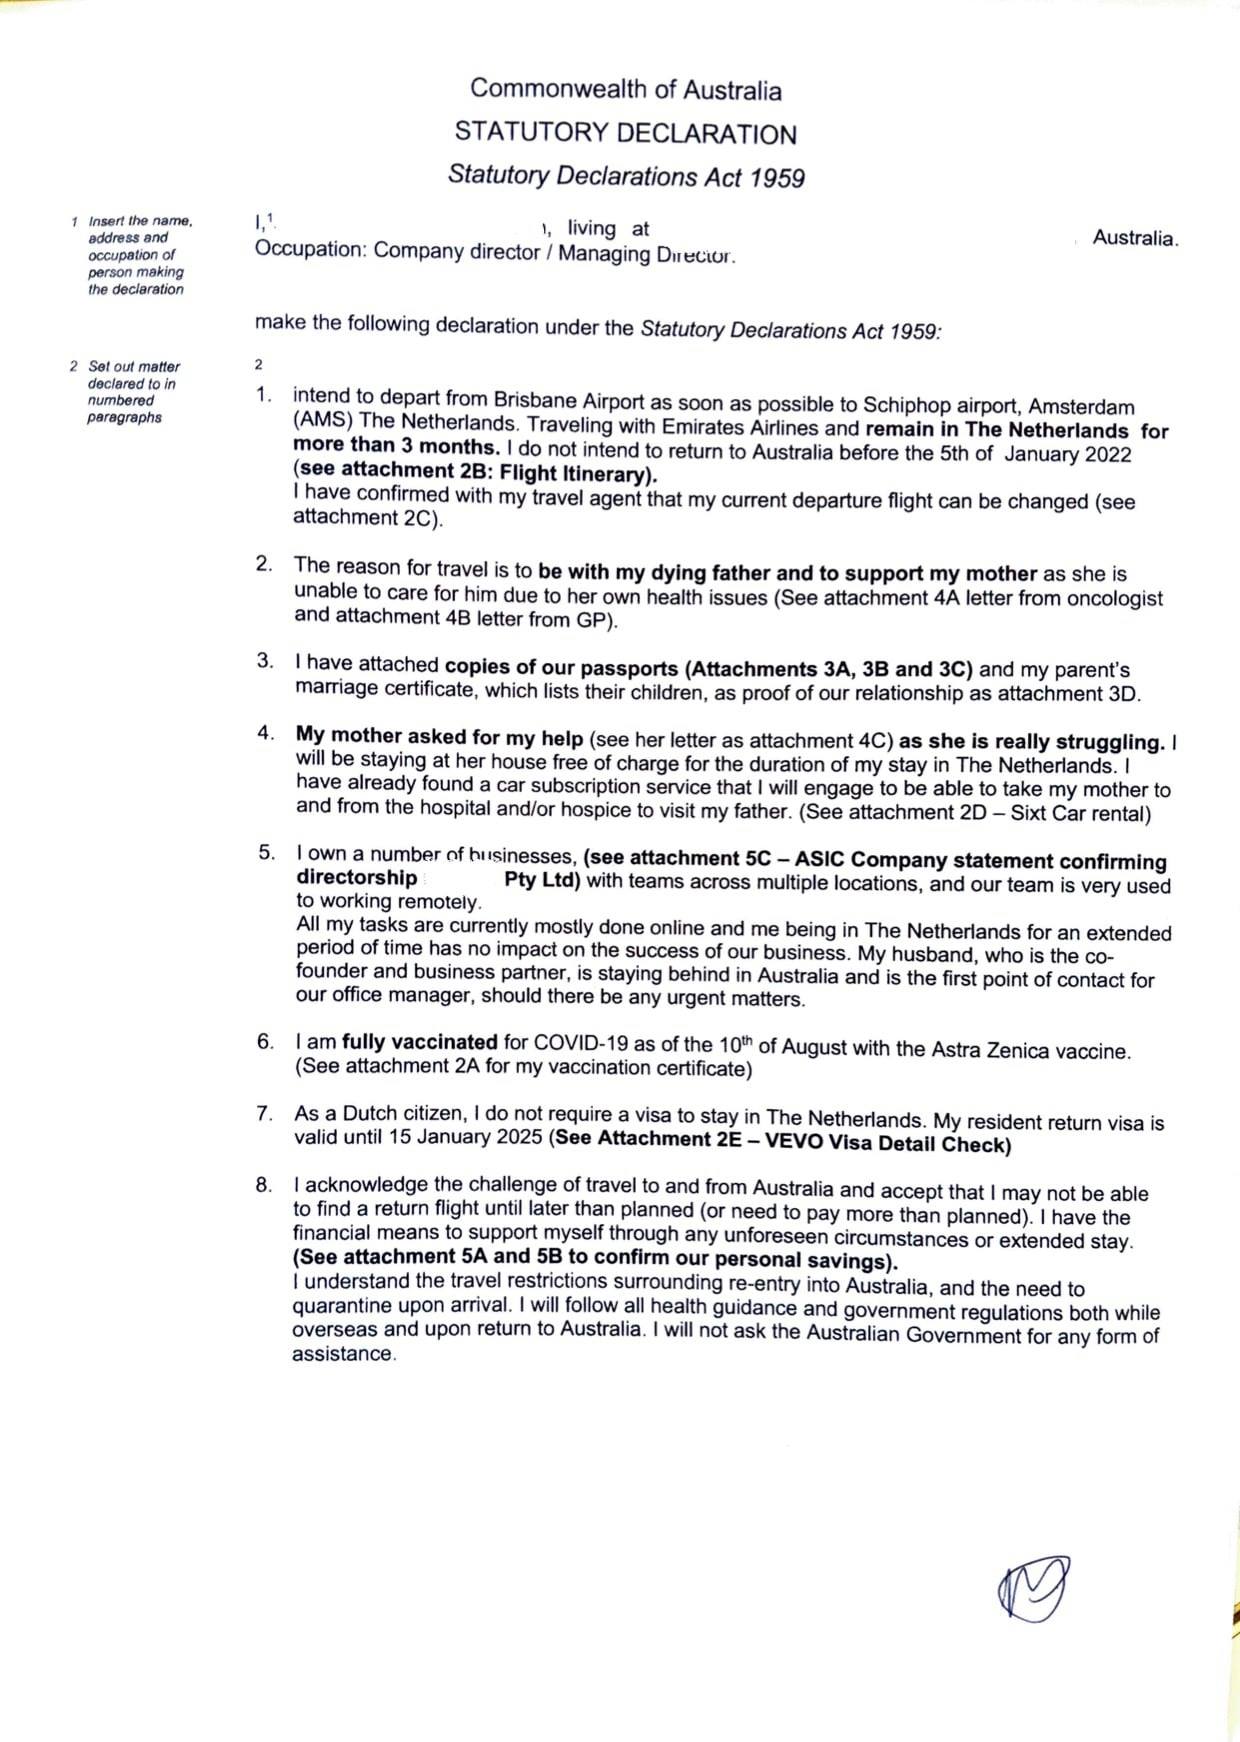 Commonwealth of Australia
STATUTORY DECLARATION
Statutory Declarations Act 1959
1 Insert the name,
address and
occupation of
person making
the declaration
I,1
, living at
Australia.
Occupation: Company director / Managing Director.
make the following declaration under the Statutory Declarations Act 1959:
2 Set out matter
declared to in
numbered
paragraphs
2
1. intend to depart from Brisbane Airport as soon as possible to Schiphop airport, Amsterdam
(AMS) The Netherlands. Traveling with Emirates Airlines and remain in The Netherlands for
more than 3 months. I do not intend to return to Australia before the 5th of January 2022
(see attachment 2B: Flight Itinerary).
I have confirmed with my travel agent that my current departure flight can be changed (see
attachment 2C).
2. The reason for travel is to be with my dying father and to support my mother as she is
unable to care for him due to her own health issues (See attachment 4A letter from oncologist
and attachment 4B letter from GP).
3. I have attached copies of our passports (Attachments 3A, 3B and 3C) and my parent's
marriage certificate, which lists their children, as proof of our relationship as attachment 3D.
4. My mother asked for my help (see her letter as attachment 4C) as she is really struggling. I
will be staying at her house free of charge for the duration of my stay in The Netherlands. I
have already found a car subscription service that I will engage to be able to take my mother to
and from the hospital and/or hospice to visit my father. (See attachment 2D – Sixt Car rental)
5. I own a number of businesses, (see attachment 5C – ASIC Company statement confirming
directorship Pty Ltd) with teams across multiple locations, and our team is very used
to working remotely.
All my tasks are currently mostly done online and me being in The Netherlands for an extended
period of time has no impact on the success of our business. My husband, who is the co-
founder and business partner, is staying behind in Australia and is the first point of contact for
our office manager, should there be any urgent matters.
6. I am fully vaccinated for COVID-19 as of the 10th of August with the Astra Zenica vaccine.
(See attachment 2A for my vaccination certificate)
7. As a Dutch citizen, I do not require a visa to stay in The Netherlands. My resident return visa is
valid until 15 January 2025 (See Attachment 2E – VEVO Visa Detail Check)
8. I acknowledge the challenge of travel to and from Australia and accept that I may not be able
to find a return flight until later than planned (or need to pay more than planned). I have the
financial means to support myself through any unforeseen circumstances or extended stay.
(See attachment 5A and 5B to confirm our personal savings).
I understand the travel restrictions surrounding re-entry into Australia, and the need to
quarantine upon arrival. I will follow all health guidance and government regulations both while
overseas and upon return to Australia. I will not ask the Australian Government for any form of
assistance.